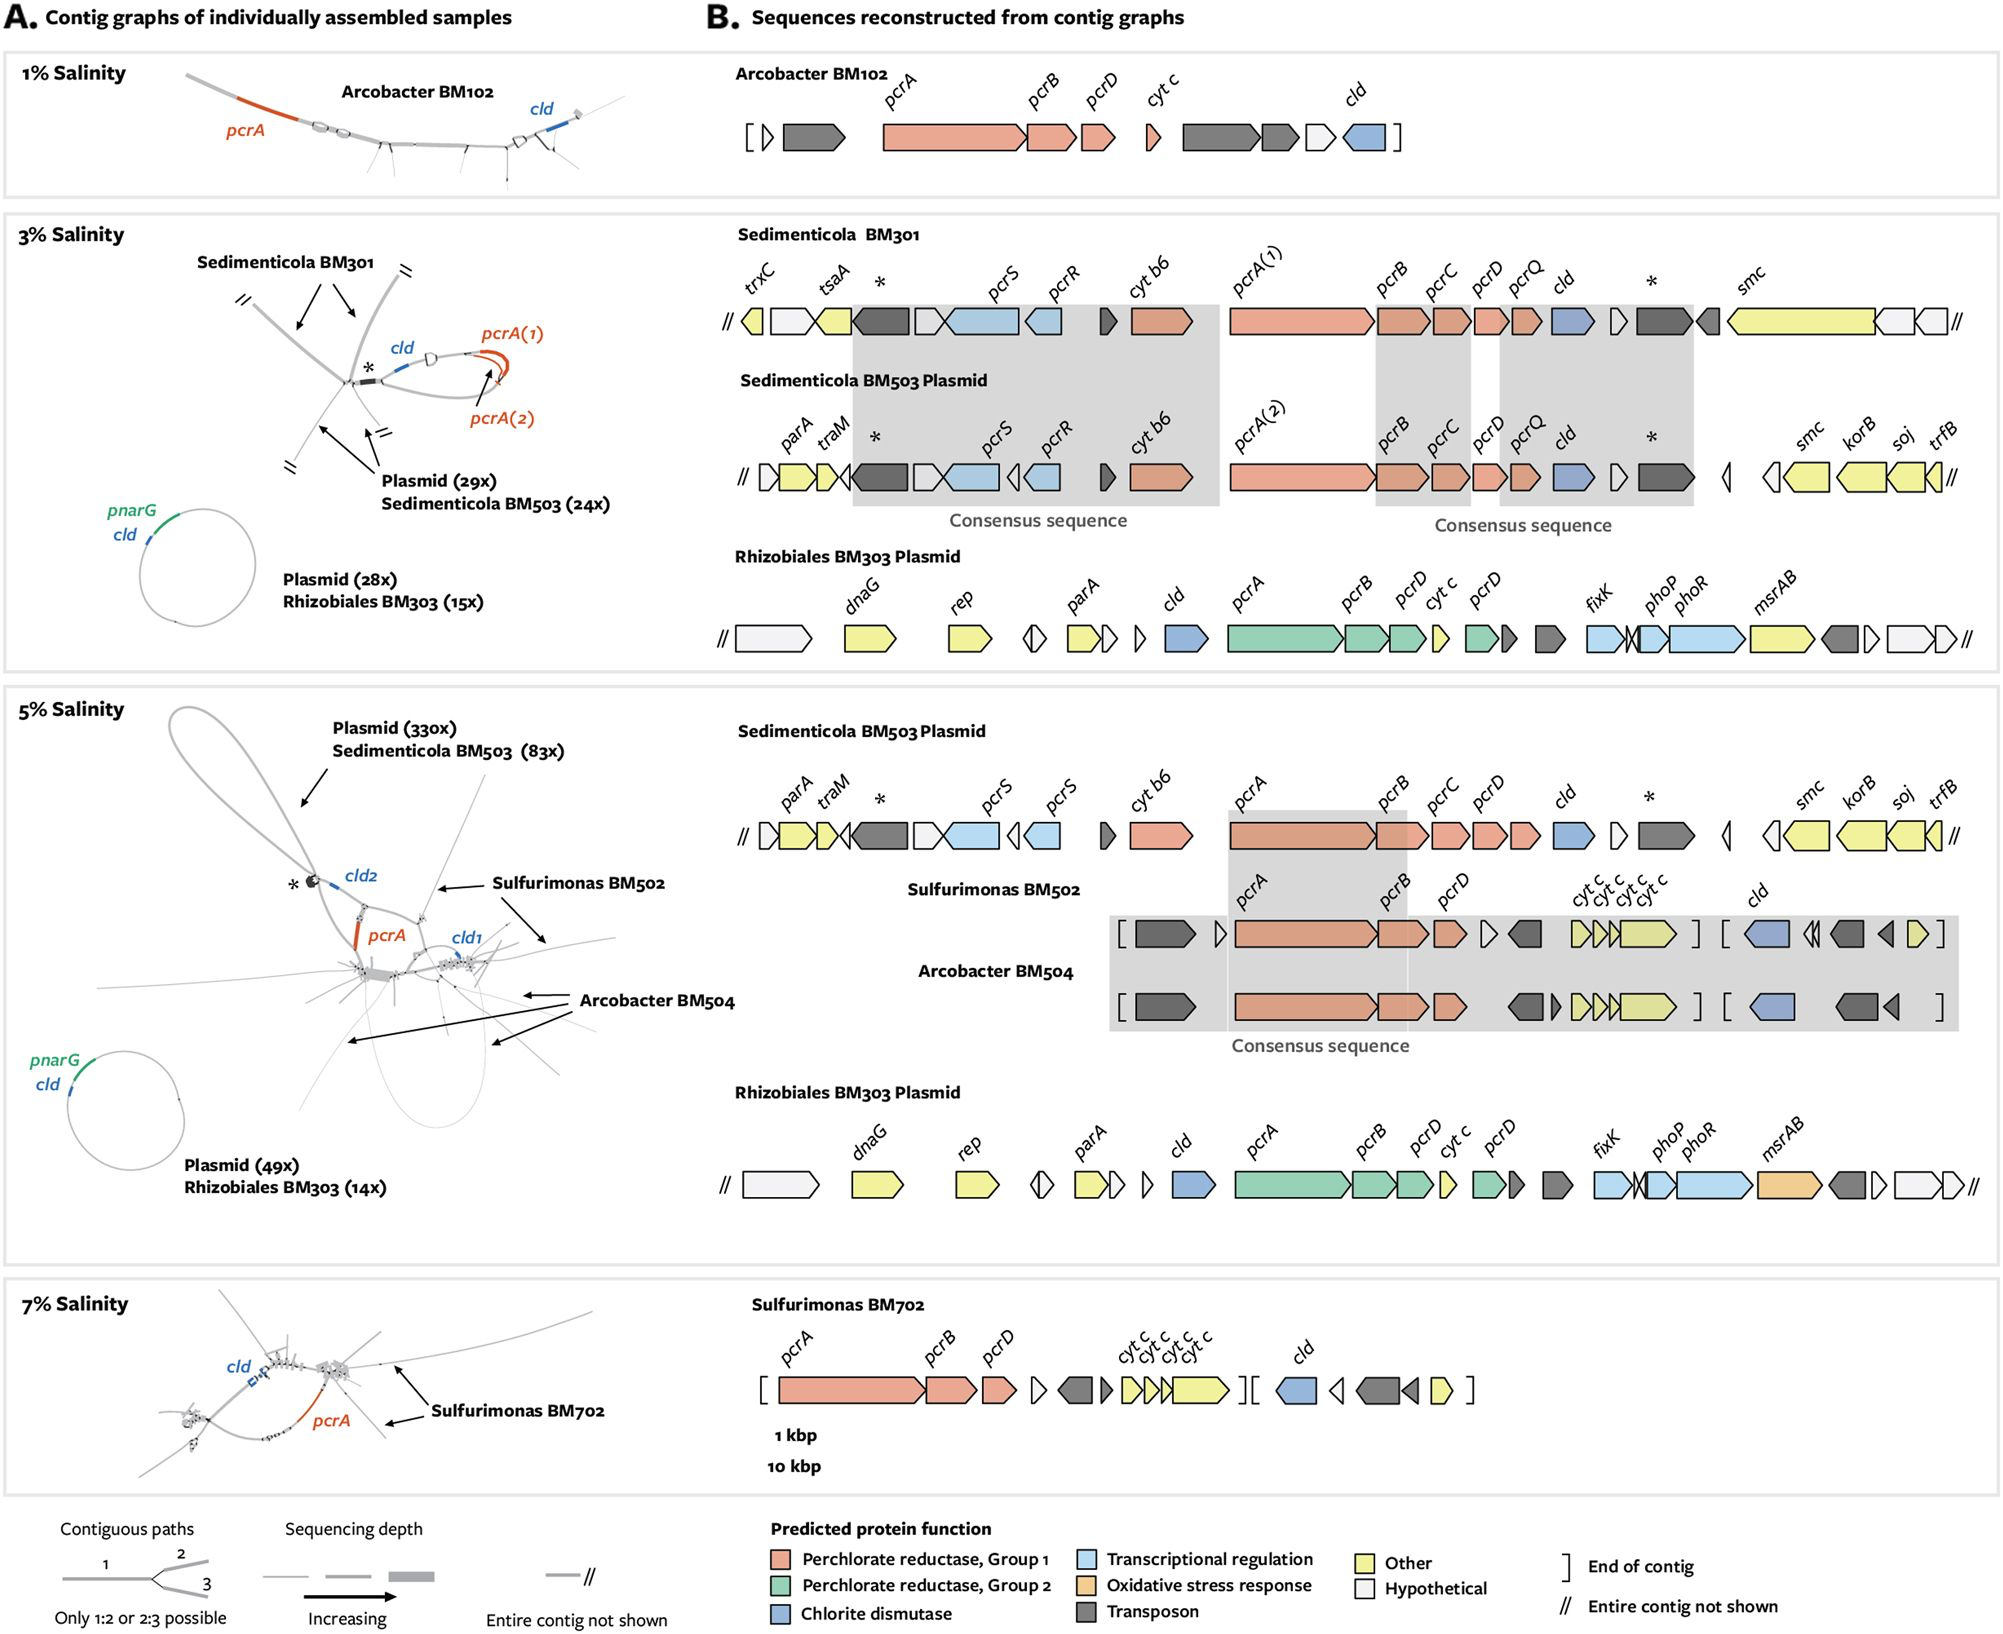 A. Contig graphs of individually assembled samples
B. Sequences reconstructed from contig graphs
1% Salinity
Arcobacter BM102
pcrA
cld
Arcobacter BM102
pcrA pcrB pcrD cyt c cld
[ ]
3% Salinity
Sedimenticola BM301
//
//
cld
*
pcrA(1)
pcrA(2)
//
//
Plasmid (29x)
Sedimenticola BM503 (24x)
pnarG
cld
Plasmid (28x)
Rhizobiales BM303 (15x)
Sedimenticola BM301
trxC tsaA * pcrS pcrR cyt b6 pcrA(1) pcrB pcrC pcrD pcrQ cld * smc
// //
Sedimenticola BM503 Plasmid
parA traM * pcrS pcrR cyt b6 pcrA(2) pcrB pcrC pcrD pcrQ cld * smc korB soj trfB
// //
Consensus sequence Consensus sequence
Rhizobiales BM303 Plasmid
dnaG rep parA cld pcrA pcrB pcrD cyt c pcrD fixK phoP phoR msrAB
// //
5% Salinity
Plasmid (330x)
Sedimenticola BM503 (83x)
* cld2
Sulfurimonas BM502
pcrA
cld1
Arcobacter BM504
pnarG
cld
Plasmid (49x)
Rhizobiales BM303 (14x)
Sedimenticola BM503 Plasmid
parA traM * pcrS pcrS cyt b6 pcrA pcrB pcrC pcrD cld * smc korB soj trfB
// //
Sulfurimonas BM502
pcrA pcrB pcrD cyt c cyt c cyt c cyt c cld
[ ] [ ]
Arcobacter BM504
[ ] [ ]
Consensus sequence
Rhizobiales BM303 Plasmid
dnaG rep parA cld pcrA pcrB pcrD cyt c pcrD fixK phoP phoR msrAB
// //
7% Salinity
cld
pcrA
Sulfurimonas BM702
Sulfurimonas BM702
pcrA pcrB pcrD cyt c cyt c cyt c cyt c cld
[ ] [ ]
1 kbp
10 kbp
Contiguous paths
1
2
3
Only 1:2 or 2:3 possible
Sequencing depth
Increasing
//
Entire contig not shown
Predicted protein function
Perchlorate reductase, Group 1
Perchlorate reductase, Group 2
Chlorite dismutase
Transcriptional regulation
Oxidative stress response
Transposon
Other
Hypothetical
] End of contig
// Entire contig not shown